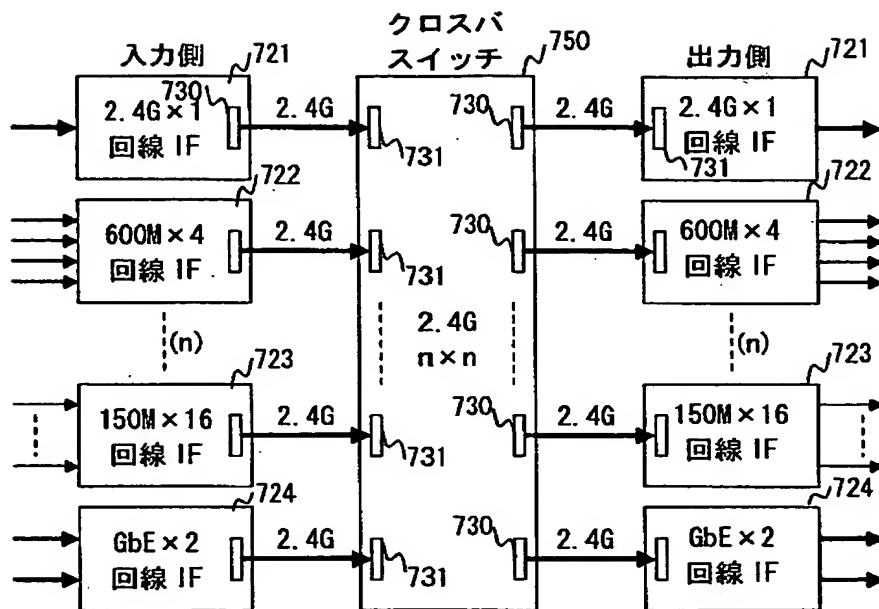 クロスバ
スイッチ
750
入力側
721
出力側
721
730
2.4G×1
回線 IF
2.4G
731
730
2.4G
2.4G×1
回線 IF
731
722
722
600M×4
回線 IF
2.4G
731
730
2.4G
600M×4
回線 IF
(n)
2.4G
n×n
(n)
723
723
150M×16
回線 IF
2.4G
731
730
2.4G
150M×16
回線 IF
724
724
GbE×2
回線 IF
2.4G
731
730
2.4G
GbE×2
回線 IF